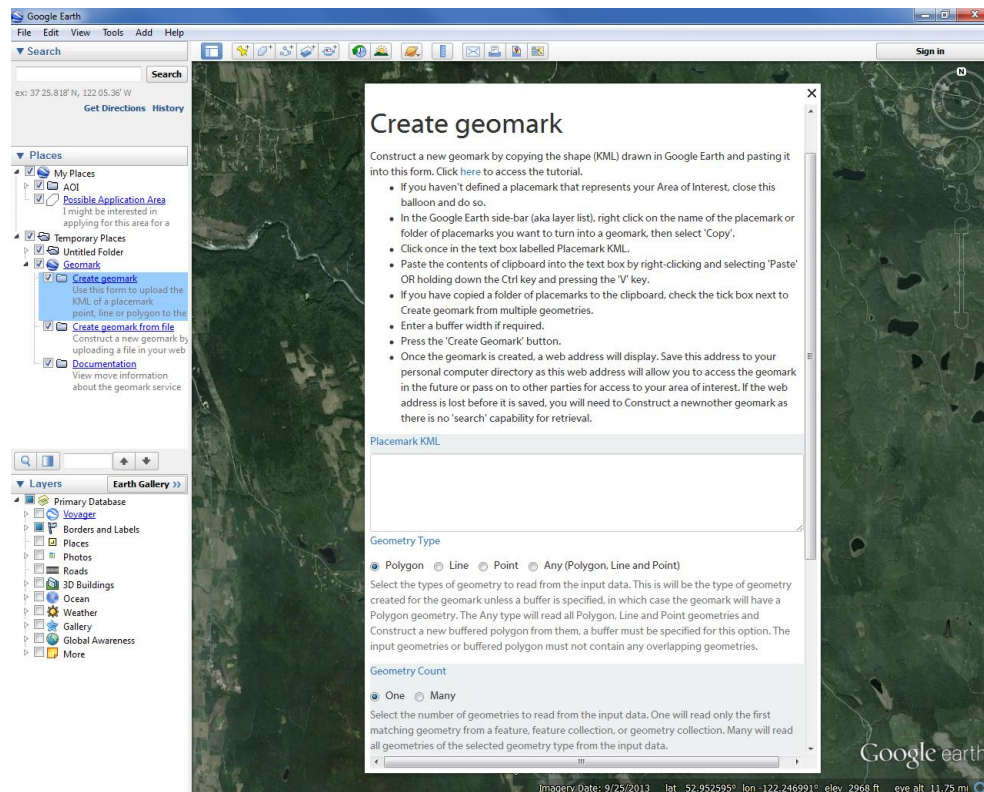 Google Earth
File Edit View Tools Add Help
Search
Sign in
Search
ex: 37 25.818' N, 122 05.36' W
Get Directions History
Places
My Places
AOI
Possible Application Area
I might be interested in
applying for this area for a
Temporary Places
Untitled Folder
Geomark
Create geomark
Use this form to upload the
KML of a placemark
point, line or polygon to the
Create geomark from file
Construct a new geomark by
uploading a file in your web
Documentation
View move information
about the geomark service
Layers
Earth Gallery »
Primary Database
Voyager
Borders and Labels
Places
Photos
Roads
3D Buildings
Ocean
Weather
Gallery
Global Awareness
More
N
Create geomark
Construct a new geomark by copying the shape (KML) drawn in Google Earth and pasting it
into this form. Click here to access the tutorial.
• If you haven't defined a placemark that represents your Area of Interest, close this
balloon and do so.
• In the Google Earth side-bar (aka layer list), right click on the name of the placemark or
folder of placemarks you want to turn into a geomark, then select 'Copy'.
• Click once in the text box labelled Placemark KML.
• Paste the contents of clipboard into the text box by right-clicking and selecting 'Paste'
OR holding down the Ctrl key and pressing the 'V' key.
• If you have copied a folder of placemarks to the clipboard, check the tick box next to
Create geomark from multiple geometries.
• Enter a buffer width if required.
• Press the 'Create Geomark' button.
• Once the geomark is created, a web address will display. Save this address to your
personal computer directory as this web address will allow you to access the geomark
in the future or pass on to other parties for access to your area of interest. If the web
address is lost before it is saved, you will need to Construct a newnother geomark as
there is no 'search' capability for retrieval.
Placemark KML
Geometry Type
Polygon Line Point Any (Polygon, Line and Point)
Select the types of geometry to read from the input data. This is will be the type of geometry
created for the geomark unless a buffer is specified, in which case the geomark will have a
Polygon geometry. The Any type will read all Polygon, Line and Point geometries and
Construct a new buffered polygon from them, a buffer must be specified for this option. The
input geometries or buffered polygon must not contain any overlapping geometries.
Geometry Count
One Many
Select the number of geometries to read from the input data. One will read only the first
matching geometry from a feature, feature collection, or geometry collection. Many will read
all geometries of the selected geometry type from the input data.
Google earth
Imagery Date: 9/25/2013 lat 52.952595° lon -122.246991° elev 2968 ft eye alt 11.75 mi